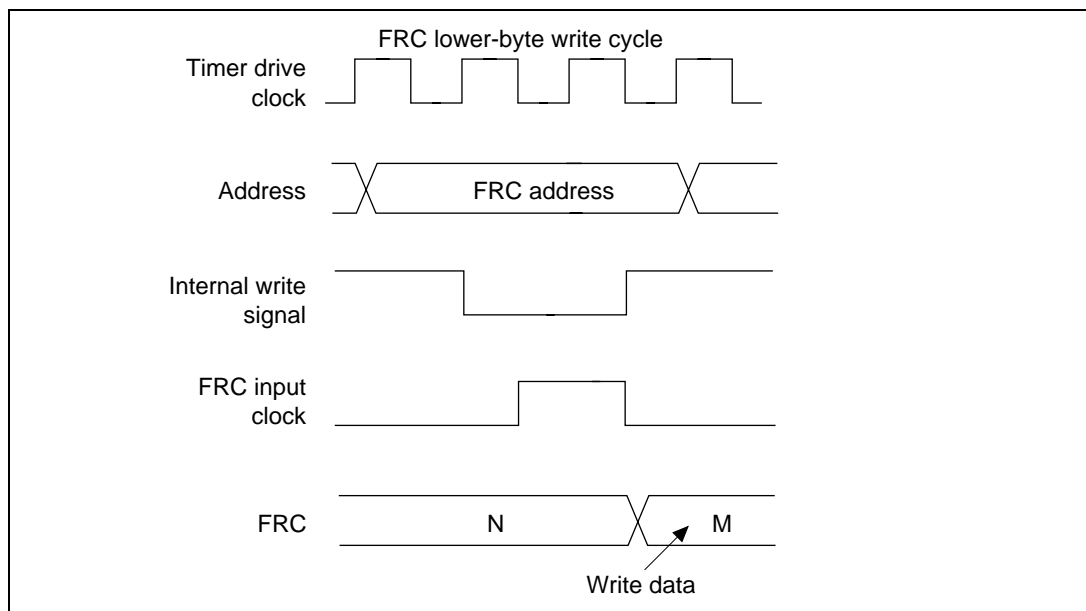 FRC lower-byte write cycle
Timer drive
clock
Address
FRC address
Internal write
signal
FRC input
clock
FRC
N
M
Write data